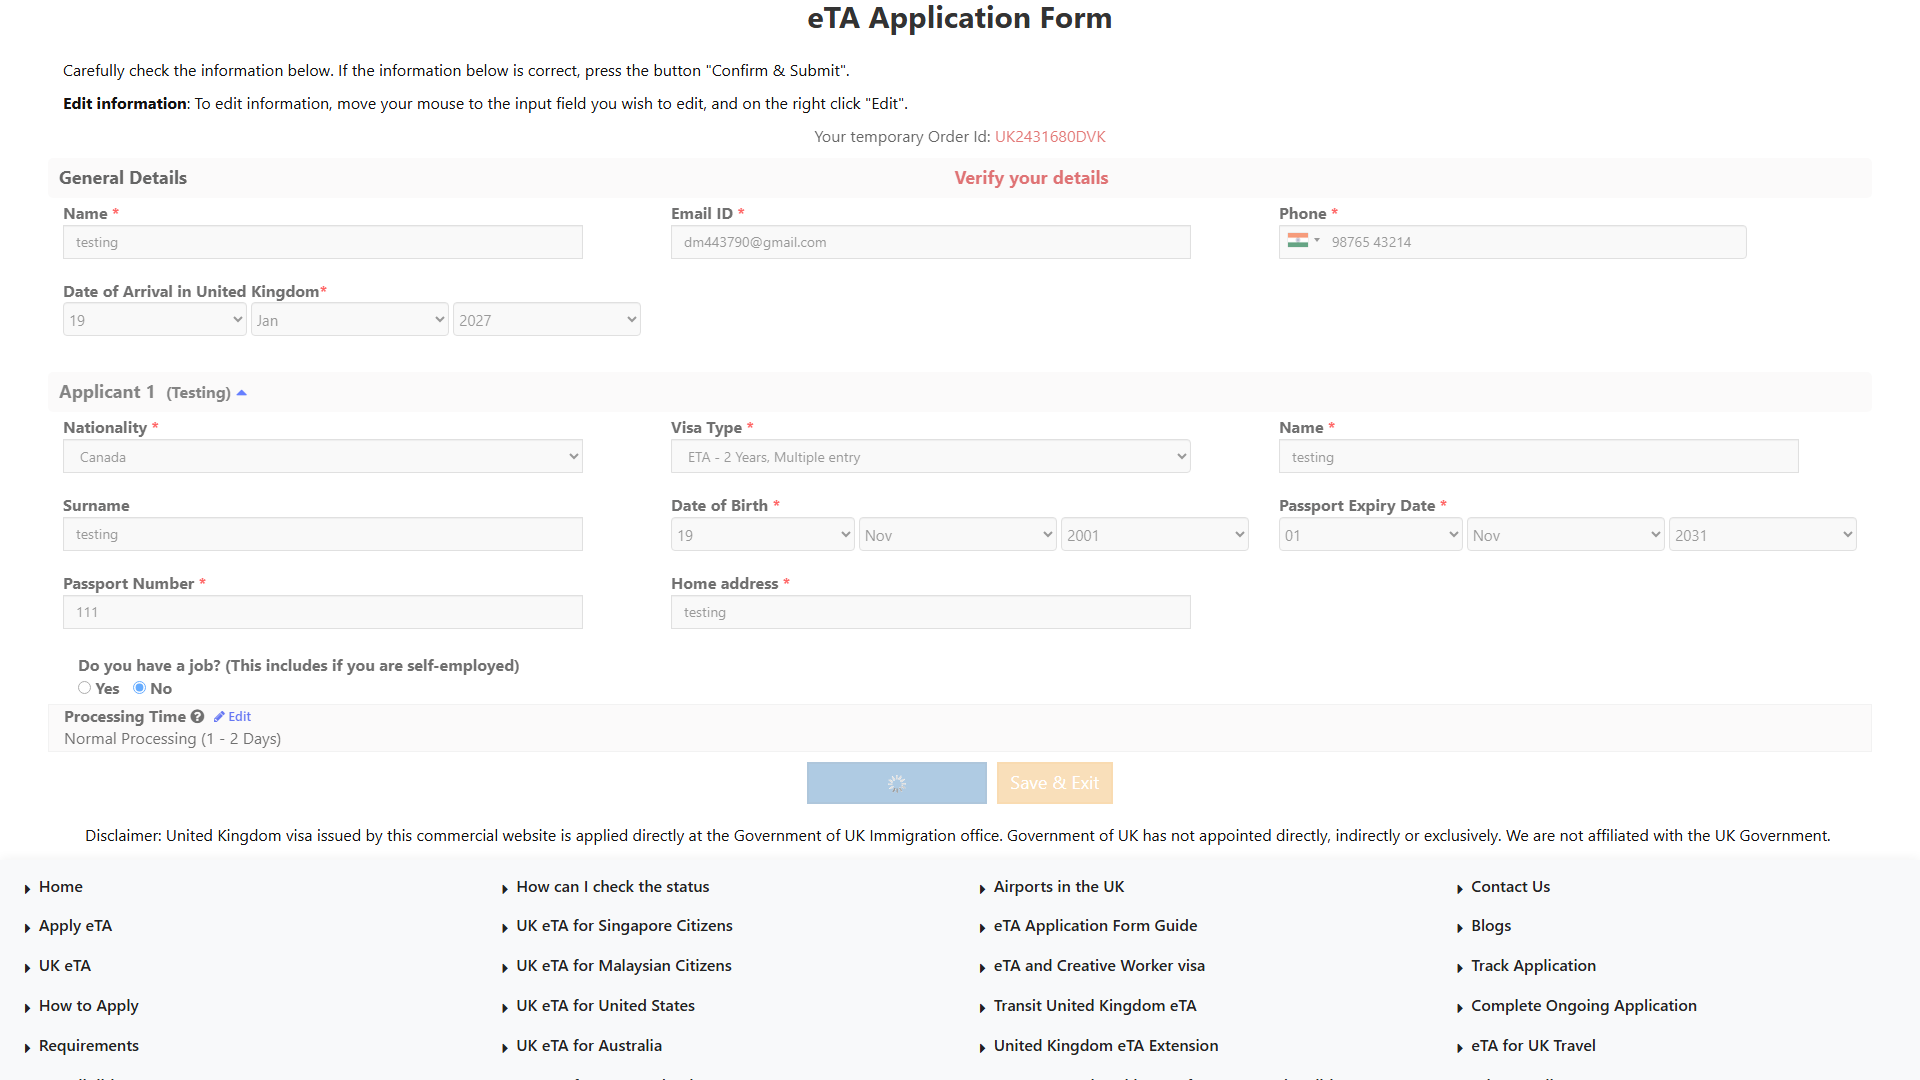 eTA Application Form
Carefully check the information below. If the information below is correct, press the button "Confirm & Submit".
Edit information: To edit information, move your mouse to the input field you wish to edit, and on the right click "Edit".
Your temporary Order Id: UK2431680DVK
General Details
Verify your details
Name *
Email ID *
Phone *
testing
dm443790@gmail.com
98765 43214
Date of Arrival in United Kingdom*
19
Jan
2027
Applicant 1 (Testing)
Nationality *
Visa Type *
Name *
Canada
ETA - 2 Years, Multiple entry
testing
Surname
Date of Birth *
Passport Expiry Date *
testing
19
Nov
2001
01
Nov
2031
Passport Number *
Home address *
111
testing
Do you have a job? (This includes if you are self-employed)
Yes
No
Processing Time ? Edit
Normal Processing (1 - 2 Days)
Save & Exit
Disclaimer: United Kingdom visa issued by this commercial website is applied directly at the Government of UK Immigration office. Government of UK has not appointed directly, indirectly or exclusively. We are not affiliated with the UK Government.
Home
How can I check the status
Airports in the UK
Contact Us
Apply eTA
UK eTA for Singapore Citizens
eTA Application Form Guide
Blogs
UK eTA
UK eTA for Malaysian Citizens
eTA and Creative Worker visa
Track Application
How to Apply
UK eTA for United States
Transit United Kingdom eTA
Complete Ongoing Application
Requirements
UK eTA for Australia
United Kingdom eTA Extension
eTA for UK Travel